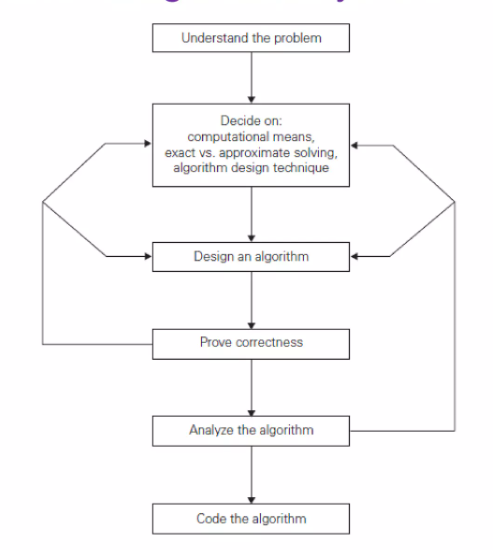 Understand the problem
Decide on:
computational means,
exact vs. approximate solving,
algorithm design technique
Design an algorithm
Prove correctness
Analyze the algorithm
Code the algorithm